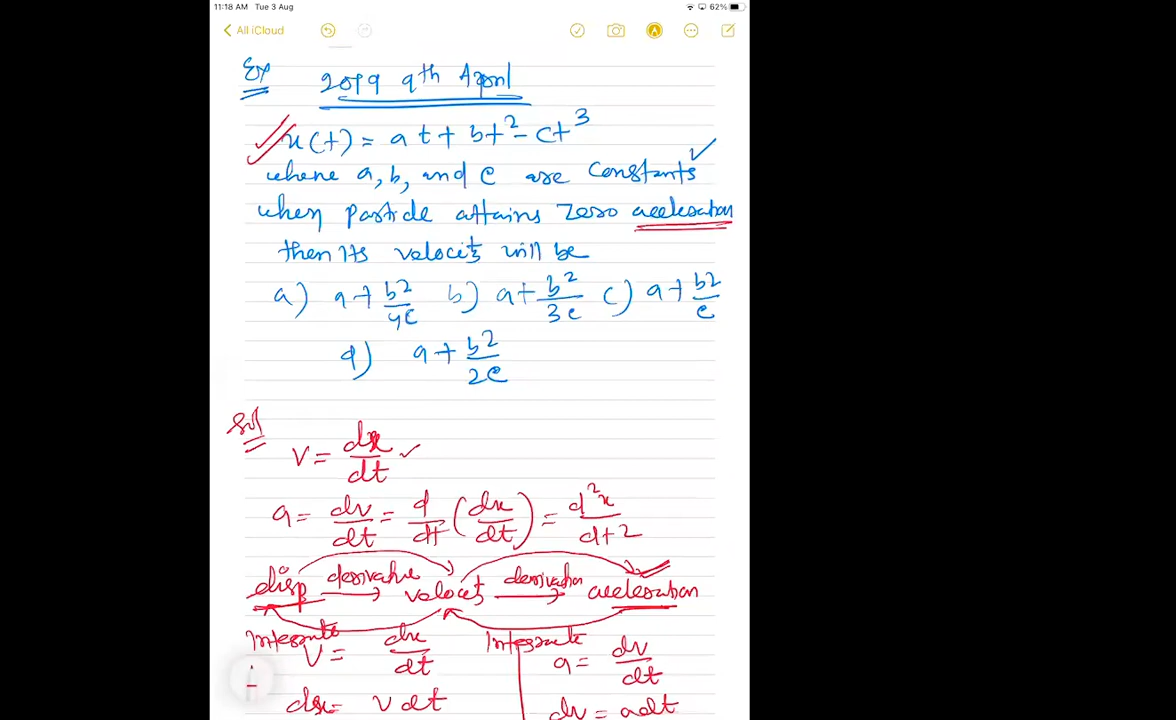 11:18 AM Tue 3 Aug
62%
All iCloud
Ex 2019 9th April
x(t) = at + bt² - ct³
where a, b, and c are constants
when particle attains zero acceleration
then its velocity will be
a) a + b²/4c b) a + b²/3c c) a + b²/c
d) a + b²/2c
Sol
V = dx/dt
a = dv/dt = d/dt (dx/dt) = d²x/dt2
disp derivative → velocity derivation → acceleration
Integrate Integrate
V = dx/dt a = dv/dt
dx = v dt dv = adt